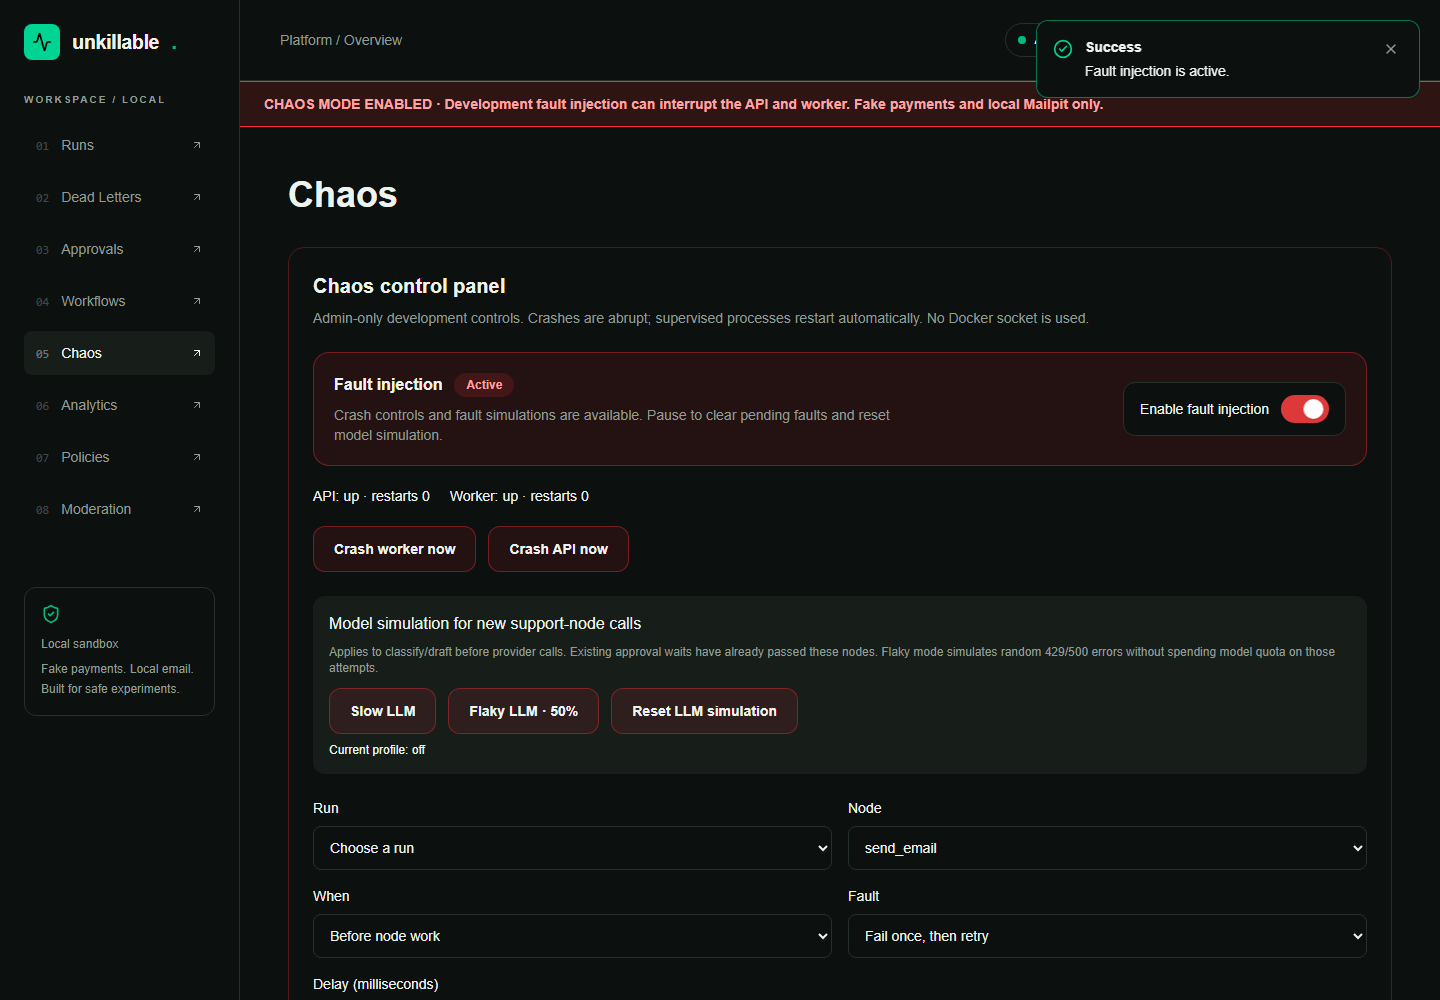 unkillable .
WORKSPACE / LOCAL
01 Runs
02 Dead Letters
03 Approvals
04 Workflows
05 Chaos
06 Analytics
07 Policies
08 Moderation
Local sandbox
Fake payments. Local email.
Built for safe experiments.
Platform / Overview
Success
Fault injection is active.
CHAOS MODE ENABLED · Development fault injection can interrupt the API and worker. Fake payments and local Mailpit only.
Chaos
Chaos control panel
Admin-only development controls. Crashes are abrupt; supervised processes restart automatically. No Docker socket is used.
Fault injection Active
Crash controls and fault simulations are available. Pause to clear pending faults and reset
model simulation.
Enable fault injection
API: up · restarts 0 Worker: up · restarts 0
Crash worker now Crash API now
Model simulation for new support-node calls
Applies to classify/draft before provider calls. Existing approval waits have already passed these nodes. Flaky mode simulates random 429/500 errors without spending model quota on those
attempts.
Slow LLM Flaky LLM · 50% Reset LLM simulation
Current profile: off
Run Node
Choose a run send_email
When Fault
Before node work Fail once, then retry
Delay (milliseconds)